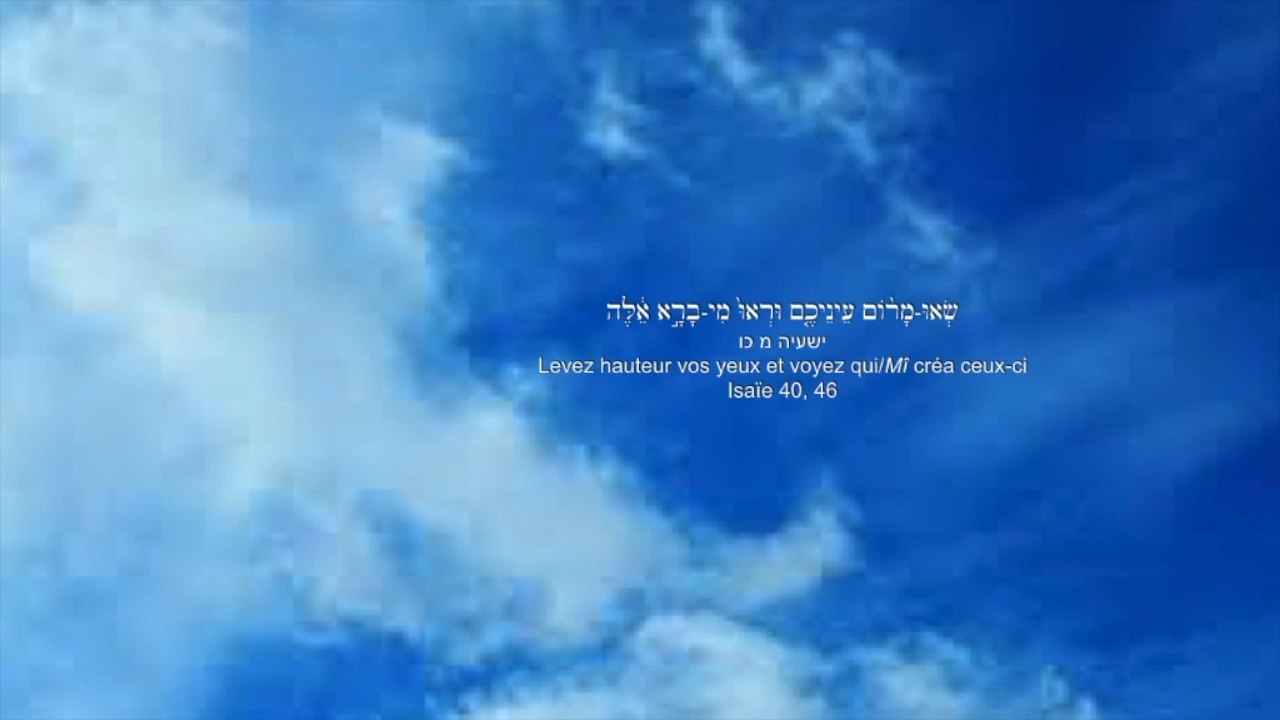 שְׂאוּ-מָר֨וֹם עֵינֵיכֶ֤ם וּרְאוּ֙ מִי-בָרָ֣א אֵ֔לֶּה
ישעיה מ כו
Levez hauteur vos yeux et voyez qui/Mî créa ceux-ci
Isaïe 40, 46